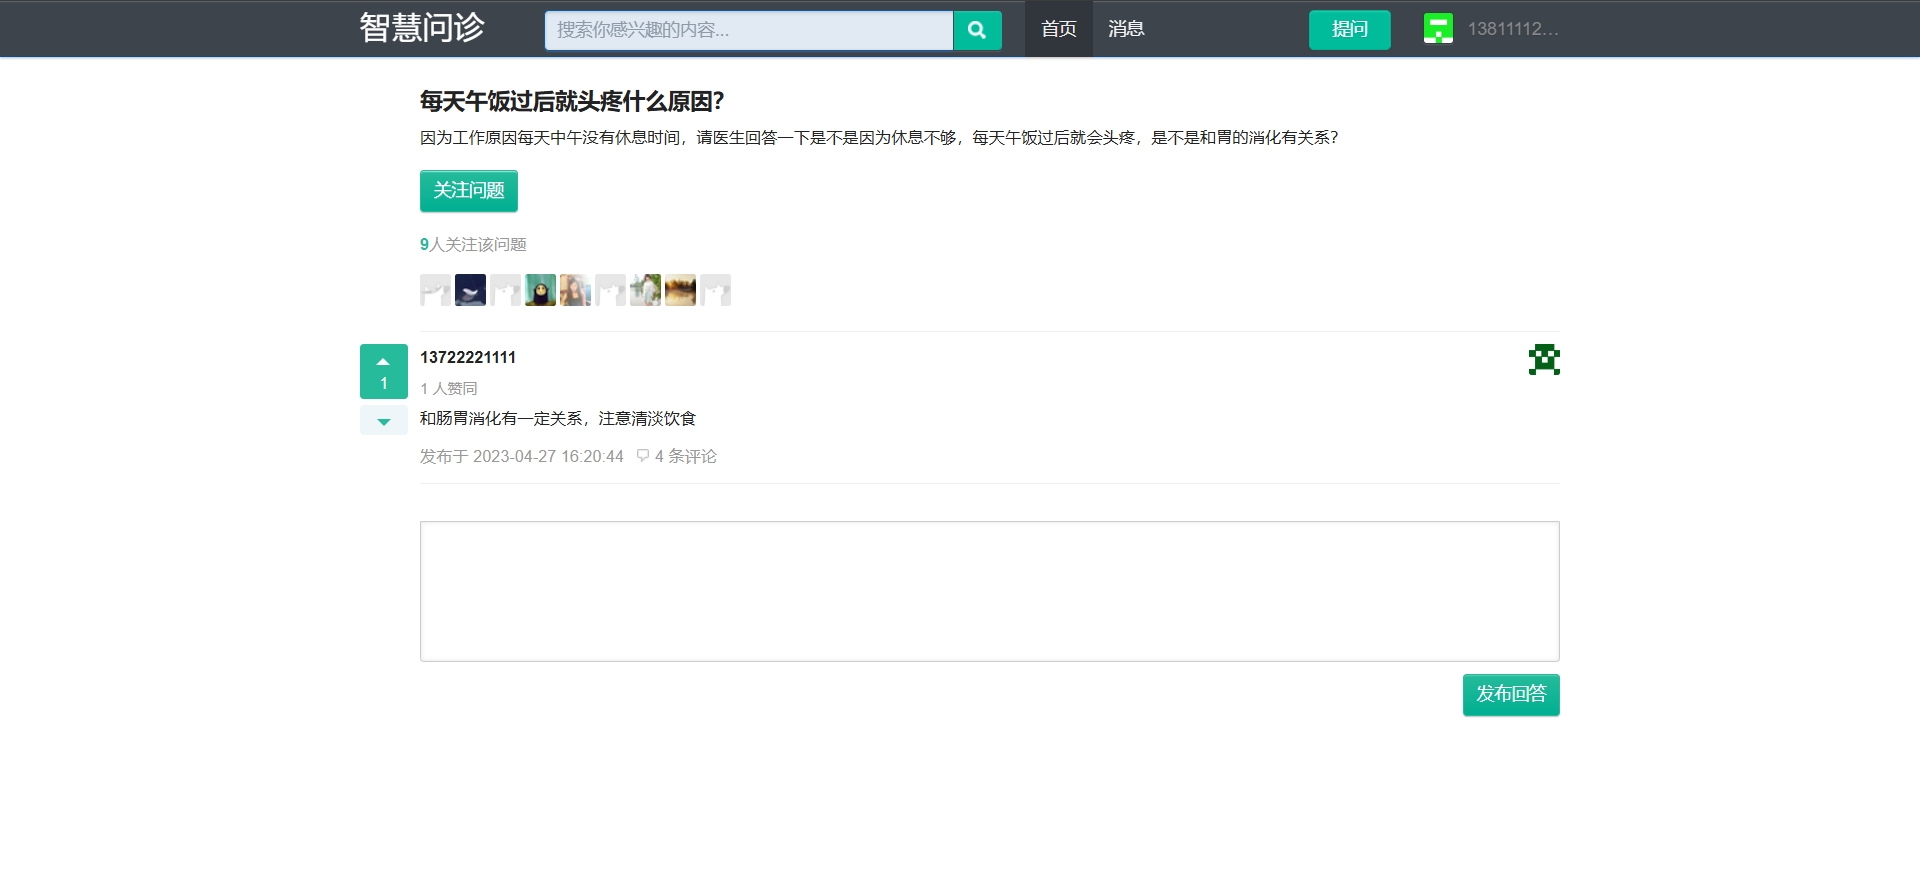 智慧问诊
搜索你感兴趣的内容...
首页
消息
提问
13811112...
每天午饭过后就头疼什么原因?
因为工作原因每天中午没有休息时间，请医生回答一下是不是因为休息不够，每天午饭过后就会头疼，是不是和胃的消化有关系?
关注问题
9人关注该问题
13722221111
1
1 人赞同
和肠胃消化有一定关系，注意清淡饮食
发布于 2023-04-27 16:20:44 4 条评论
发布回答